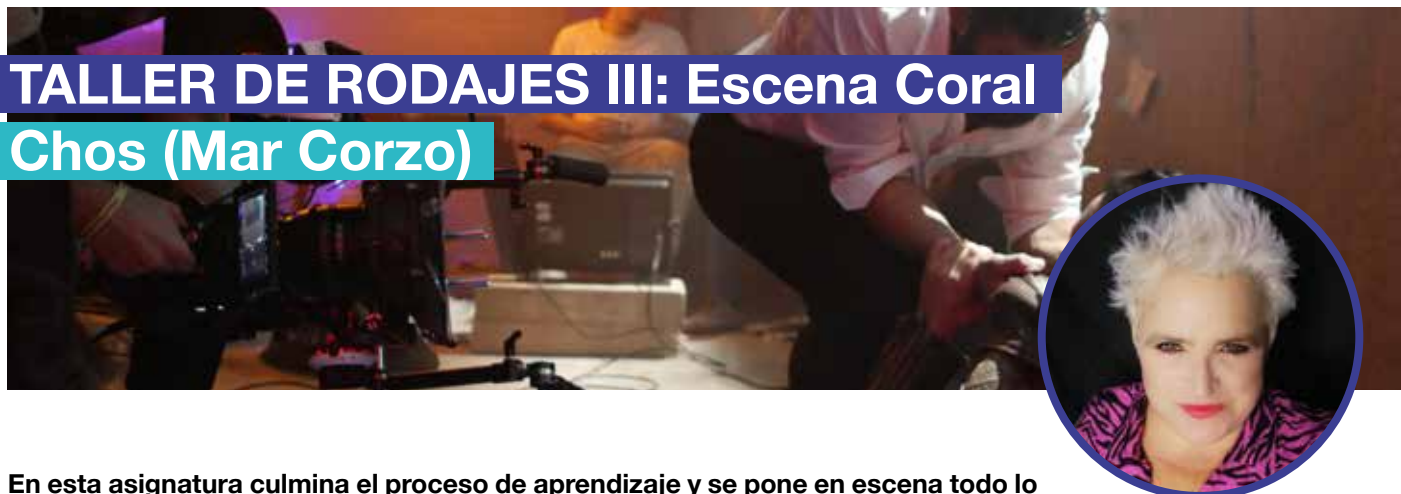 TALLER DE RODAJES III: Escena Coral
Chos (Mar Corzo)
En esta asignatura culmina el proceso de aprendizaje y se pone en escena todo lo